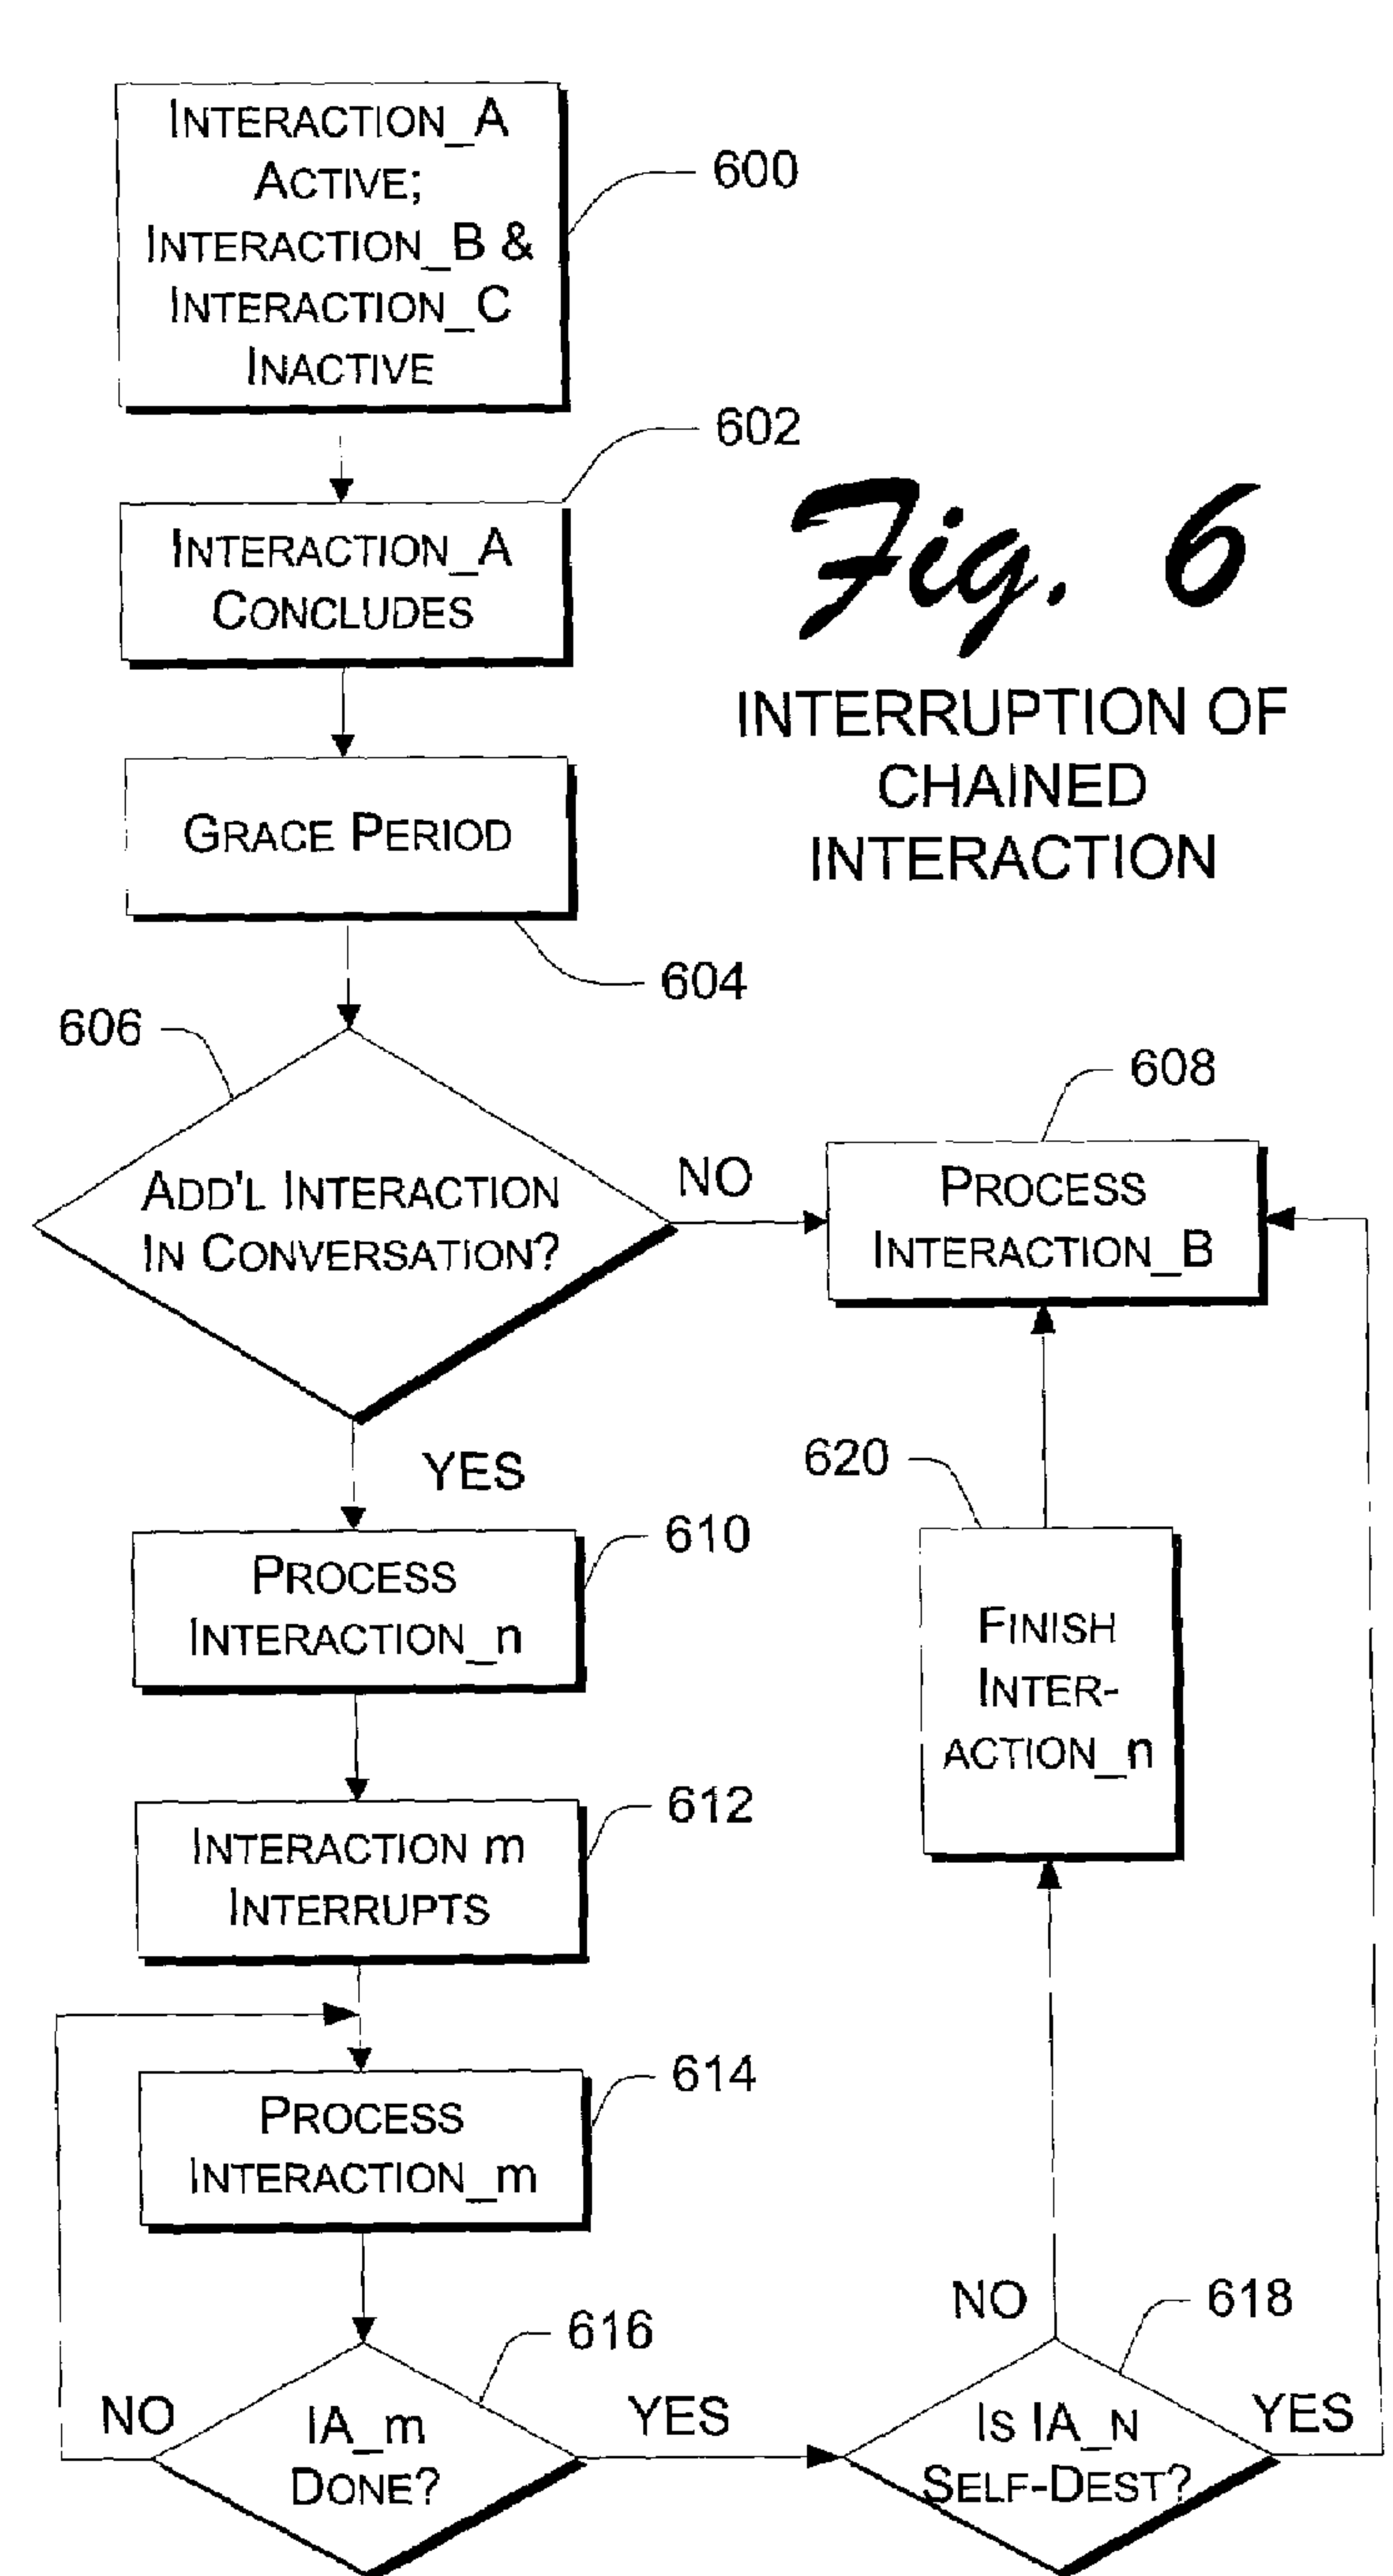 INTERACTION_A
ACTIVE;
INTERACTION_B &
INTERACTION_C
INACTIVE
600
602
INTERACTION_A
CONCLUDES
Fig. 6
INTERRUPTION OF
CHAINED
INTERACTION
GRACE PERIOD
604
606
ADD'L INTERACTION
IN CONVERSATION?
NO
608
PROCESS
INTERACTION_B
YES
610
PROCESS
INTERACTION_n
620
FINISH
INTER-
ACTION_n
612
INTERACTION m
INTERRUPTS
614
PROCESS
INTERACTION_m
616
IA_m
DONE?
NO
YES
618
NO
IS IA_N
SELF-DEST?
YES